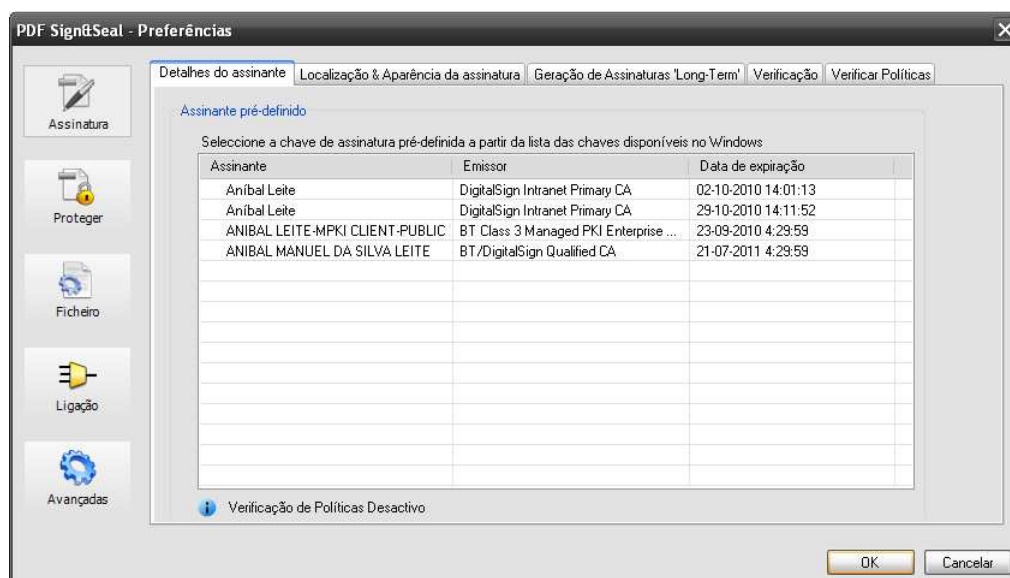 PDF Sign&Seal - Preferências
Detalhes do assinante Localização & Aparência da assinatura Geração de Assinaturas 'Long-Term' Verificação Verificar Políticas
Assinatura
Proteger
Ficheiro
Ligação
Avançadas
Assinante pré-definido
Seleccione a chave de assinatura pré-definida a partir da lista das chaves disponíveis no Windows
Assinante Emissor Data de expiração
Aníbal Leite DigitalSign Intranet Primary CA 02-10-2010 14:01:13
Aníbal Leite DigitalSign Intranet Primary CA 29-10-2010 14:11:52
ANIBAL LEITE-MPKI CLIENT-PUBLIC BT Class 3 Managed PKI Enterprise ... 23-09-2010 4:29:59
ANIBAL MANUEL DA SILVA LEITE BT/DigitalSign Qualified CA 21-07-2011 4:29:59
Verificação de Políticas Desactivo
OK Cancelar